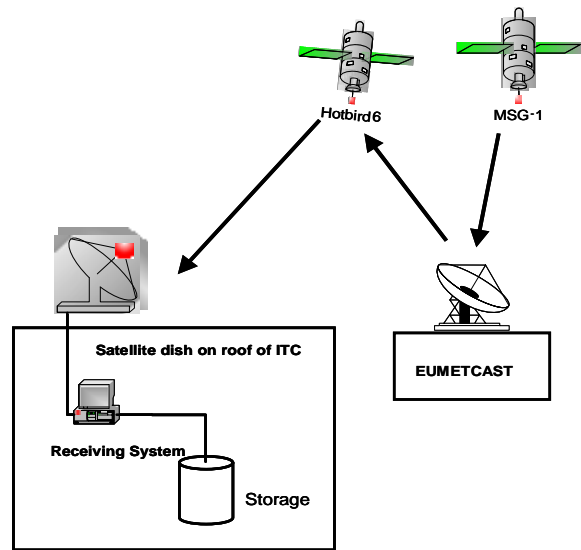 Hotbird6
MSG-1
Satellite dish on roof of ITC
EUMETCAST
Receiving System
Storage